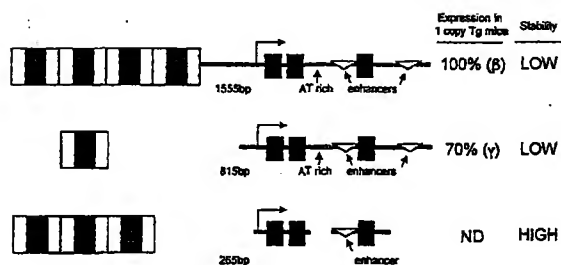 Expression in
1 copy Tg mice
Stability
1555bp
AT rich
enhancers
100% (β)
LOW
815bp
AT rich
enhancers
70% (γ)
LOW
265bp
enhancer
ND
HIGH